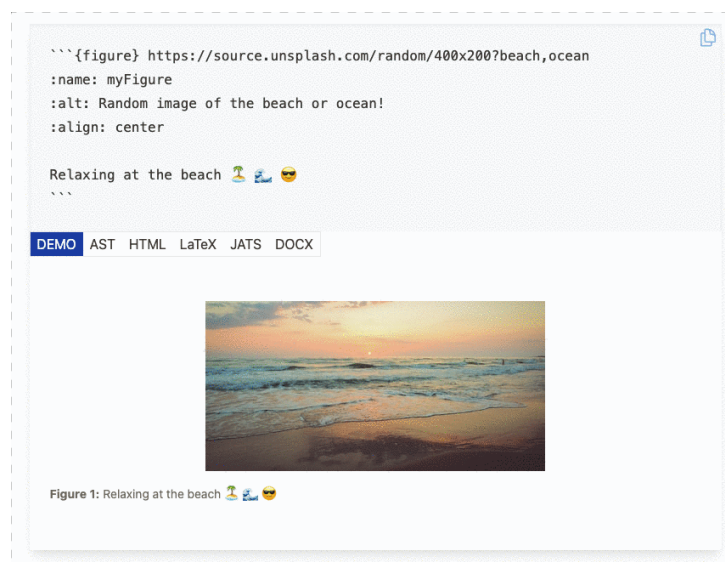 ```{figure} https://source.unsplash.com/random/400x200?beach,ocean
:name: myFigure
:alt: Random image of the beach or ocean!
:align: center
Relaxing at the beach 🏝 🌊 😎
```
DEMO AST HTML LaTeX JATS DOCX
Figure 1: Relaxing at the beach 🏝 🌊 😎